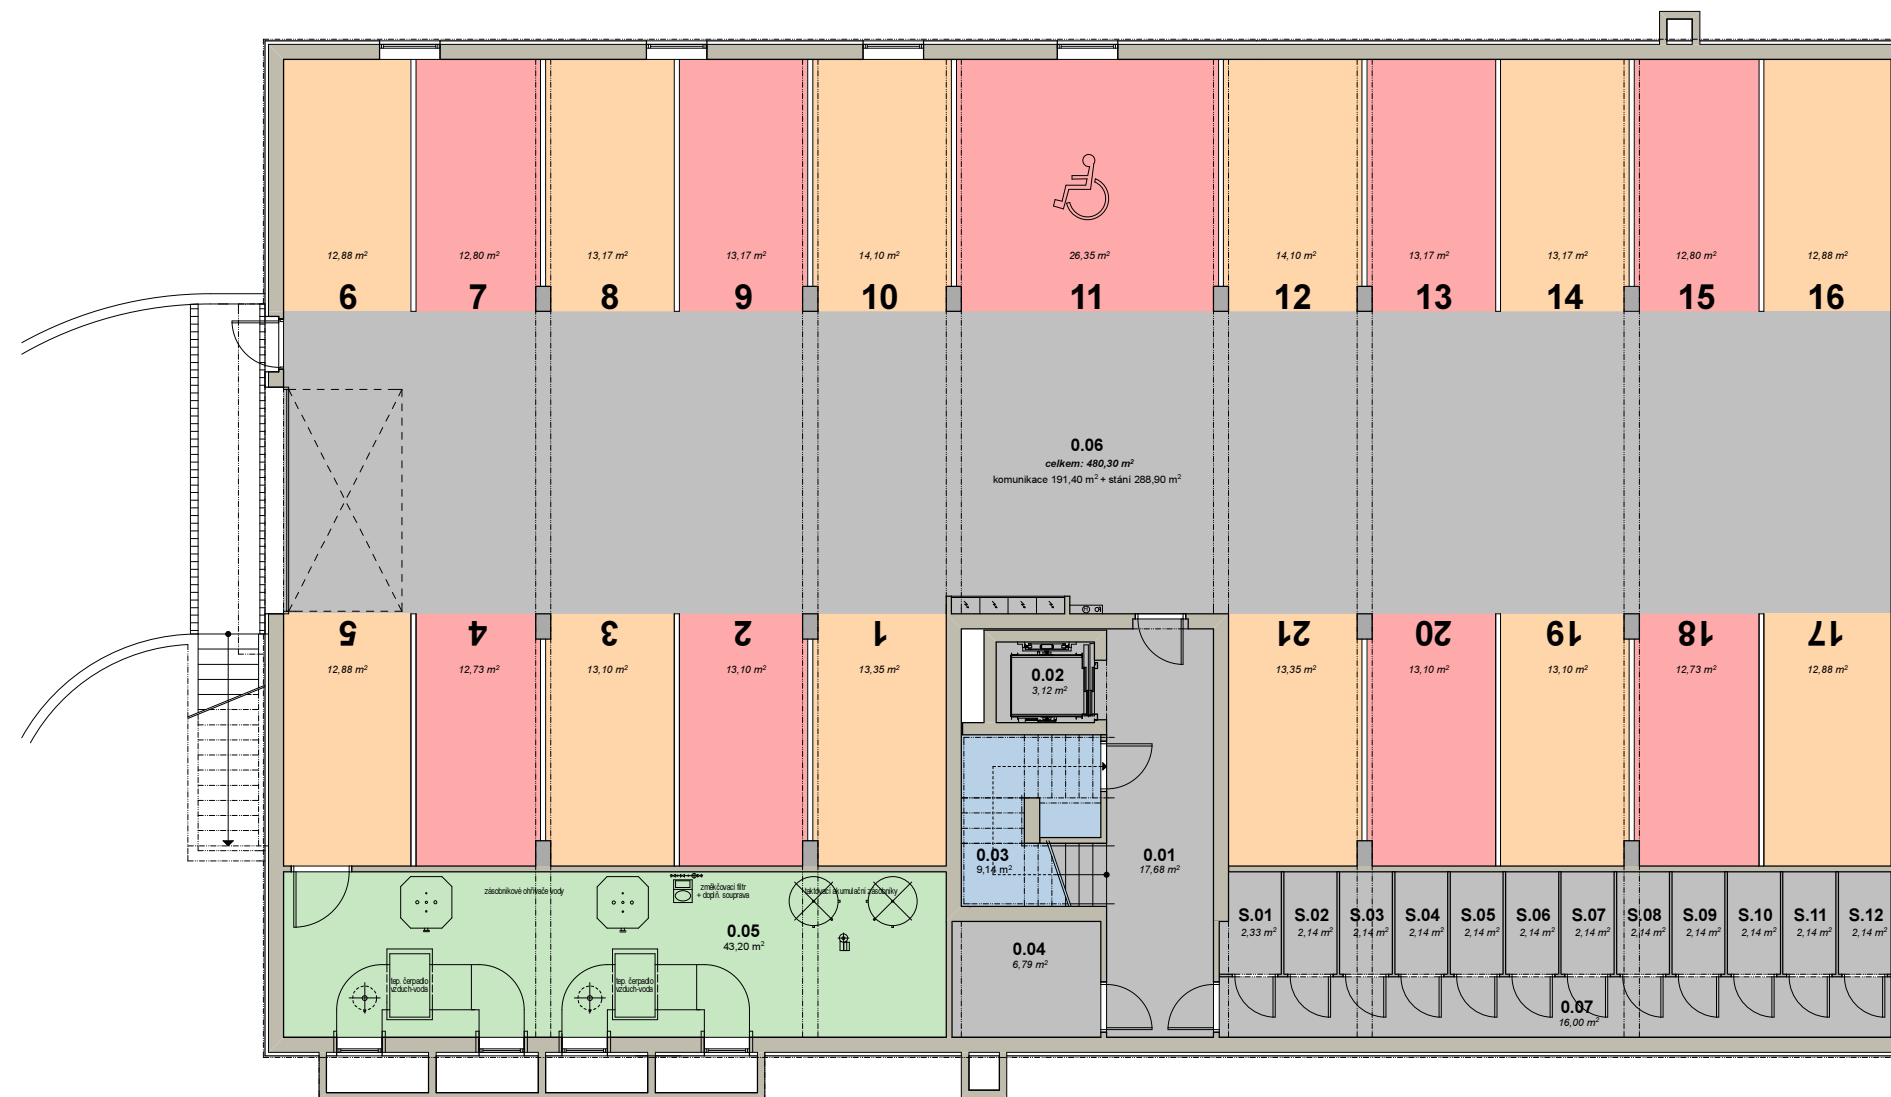 12,88 m²
12,80 m²
13,17 m²
13,17 m²
14,10 m²
26,35 m²
14,10 m²
13,17 m²
13,17 m²
12,80 m²
12,88 m²
6
7
8
9
10
11
12
13
14
15
16
0.06
celkem: 480,30 m²
komunikace 191,40 m² + stání 288,90 m²
5
4
3
2
1
21
20
19
18
17
12,88 m²
12,73 m²
13,10 m²
13,10 m²
13,35 m²
13,35 m²
13,10 m²
13,10 m²
12,73 m²
12,88 m²
0.02
3,12 m²
0.03
9,14 m²
0.01
17,68 m²
zásobníkové ohřívače vody
změkčovací filtr
+ doplň. souprava
taktovací akumulační zásobníky
0.05
43,20 m²
tep. čerpadlo
vzduch-voda
tep. čerpadlo
vzduch-voda
0.04
6,79 m²
S.01
2,33 m²
S.02
2,14 m²
S.03
2,14 m²
S.04
2,14 m²
S.05
2,14 m²
S.06
2,14 m²
S.07
2,14 m²
S.08
2,14 m²
S.09
2,14 m²
S.10
2,14 m²
S.11
2,14 m²
S.12
2,14 m²
0.07
16,00 m²